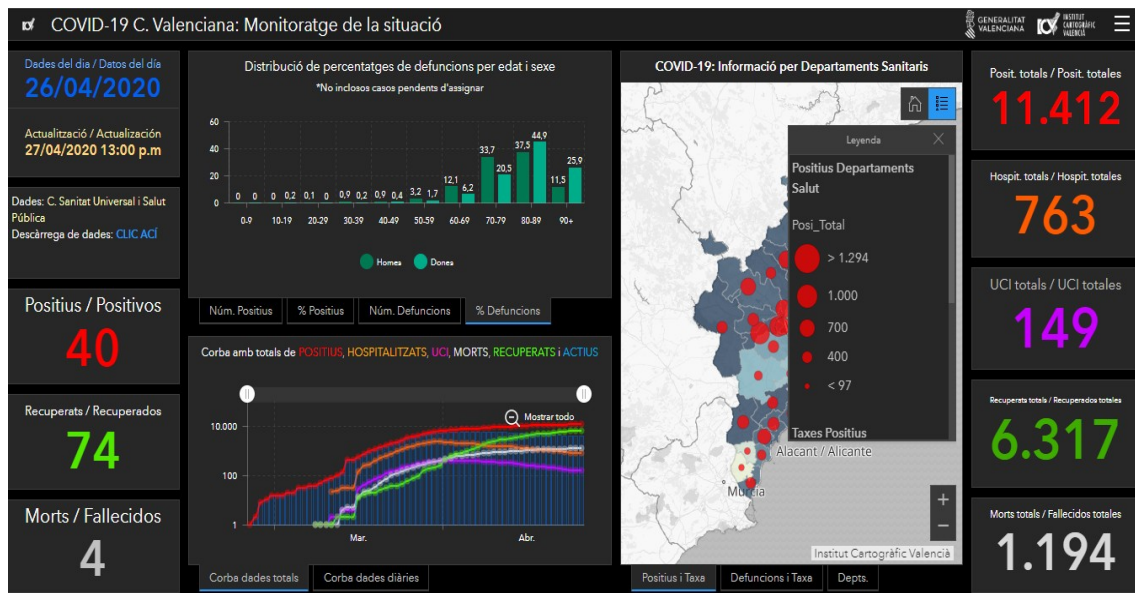 COVID-19 C. Valenciana: Monitoratge de la situació
GENERALITAT
VALENCIANA
INSTITUT
CARTOGRÀFIC
VALENCIÀ
Dades del dia / Datos del día
26/04/2020
Actualització / Actualización
27/04/2020 13:00 p.m
Dades: C. Sanitat Universal i Salut
Pública
Descàrrega de dades: CLIC ACÍ
Positius / Positivos
40
Recuperats / Recuperados
74
Morts / Fallecidos
4
Distribució de percentatges de defuncions per edat i sexe
*No inclosos casos pendents d'assignar
60
40
20
0
0 0 0 0,2 0,1 0 0,9 0,2 0,9 0,4 3,2 1,7 12,1 6,2 33,7 20,5 37,5 44,9 11,5 25,9
0-9 10-19 20-29 30-39 40-49 50-59 60-69 70-79 80-89 90+
Homes Dones
Núm. Positius % Positius Núm. Defuncions % Defuncions
Corba amb totals de POSITIUS, HOSPITALITZATS, UCI, MORTS, RECUPERATS i ACTIUS
Mostrar todo
10.000
100
1
Mar. Abr.
Corba dades totals Corba dades diàries
COVID-19: Informació per Departaments Sanitaris
Leyenda
Positius Departaments
Salut
Posi_Total
> 1.294
1.000
700
400
< 97
Taxes Positius
Alacant / Alicante
Murcia
+
−
Institut Cartogràfic Valencià
Positius i Taxa Defuncions i Taxa Depts.
Posit. totals / Posit. totales
11.412
Hospit. totals / Hospit. totales
763
UCI totals / UCI totales
149
Recuperats totals / Recuperados totales
6.317
Morts totals / Fallecidos totales
1.194